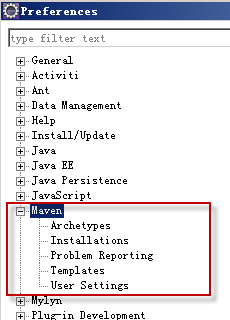 Preferences
type filter text
General
Activiti
Ant
Data Management
Help
Install/Update
Java
Java EE
Java Persistence
JavaScript
Maven
Archetypes
Installations
Problem Reporting
Templates
User Settings
Mylyn
Plug-in Development